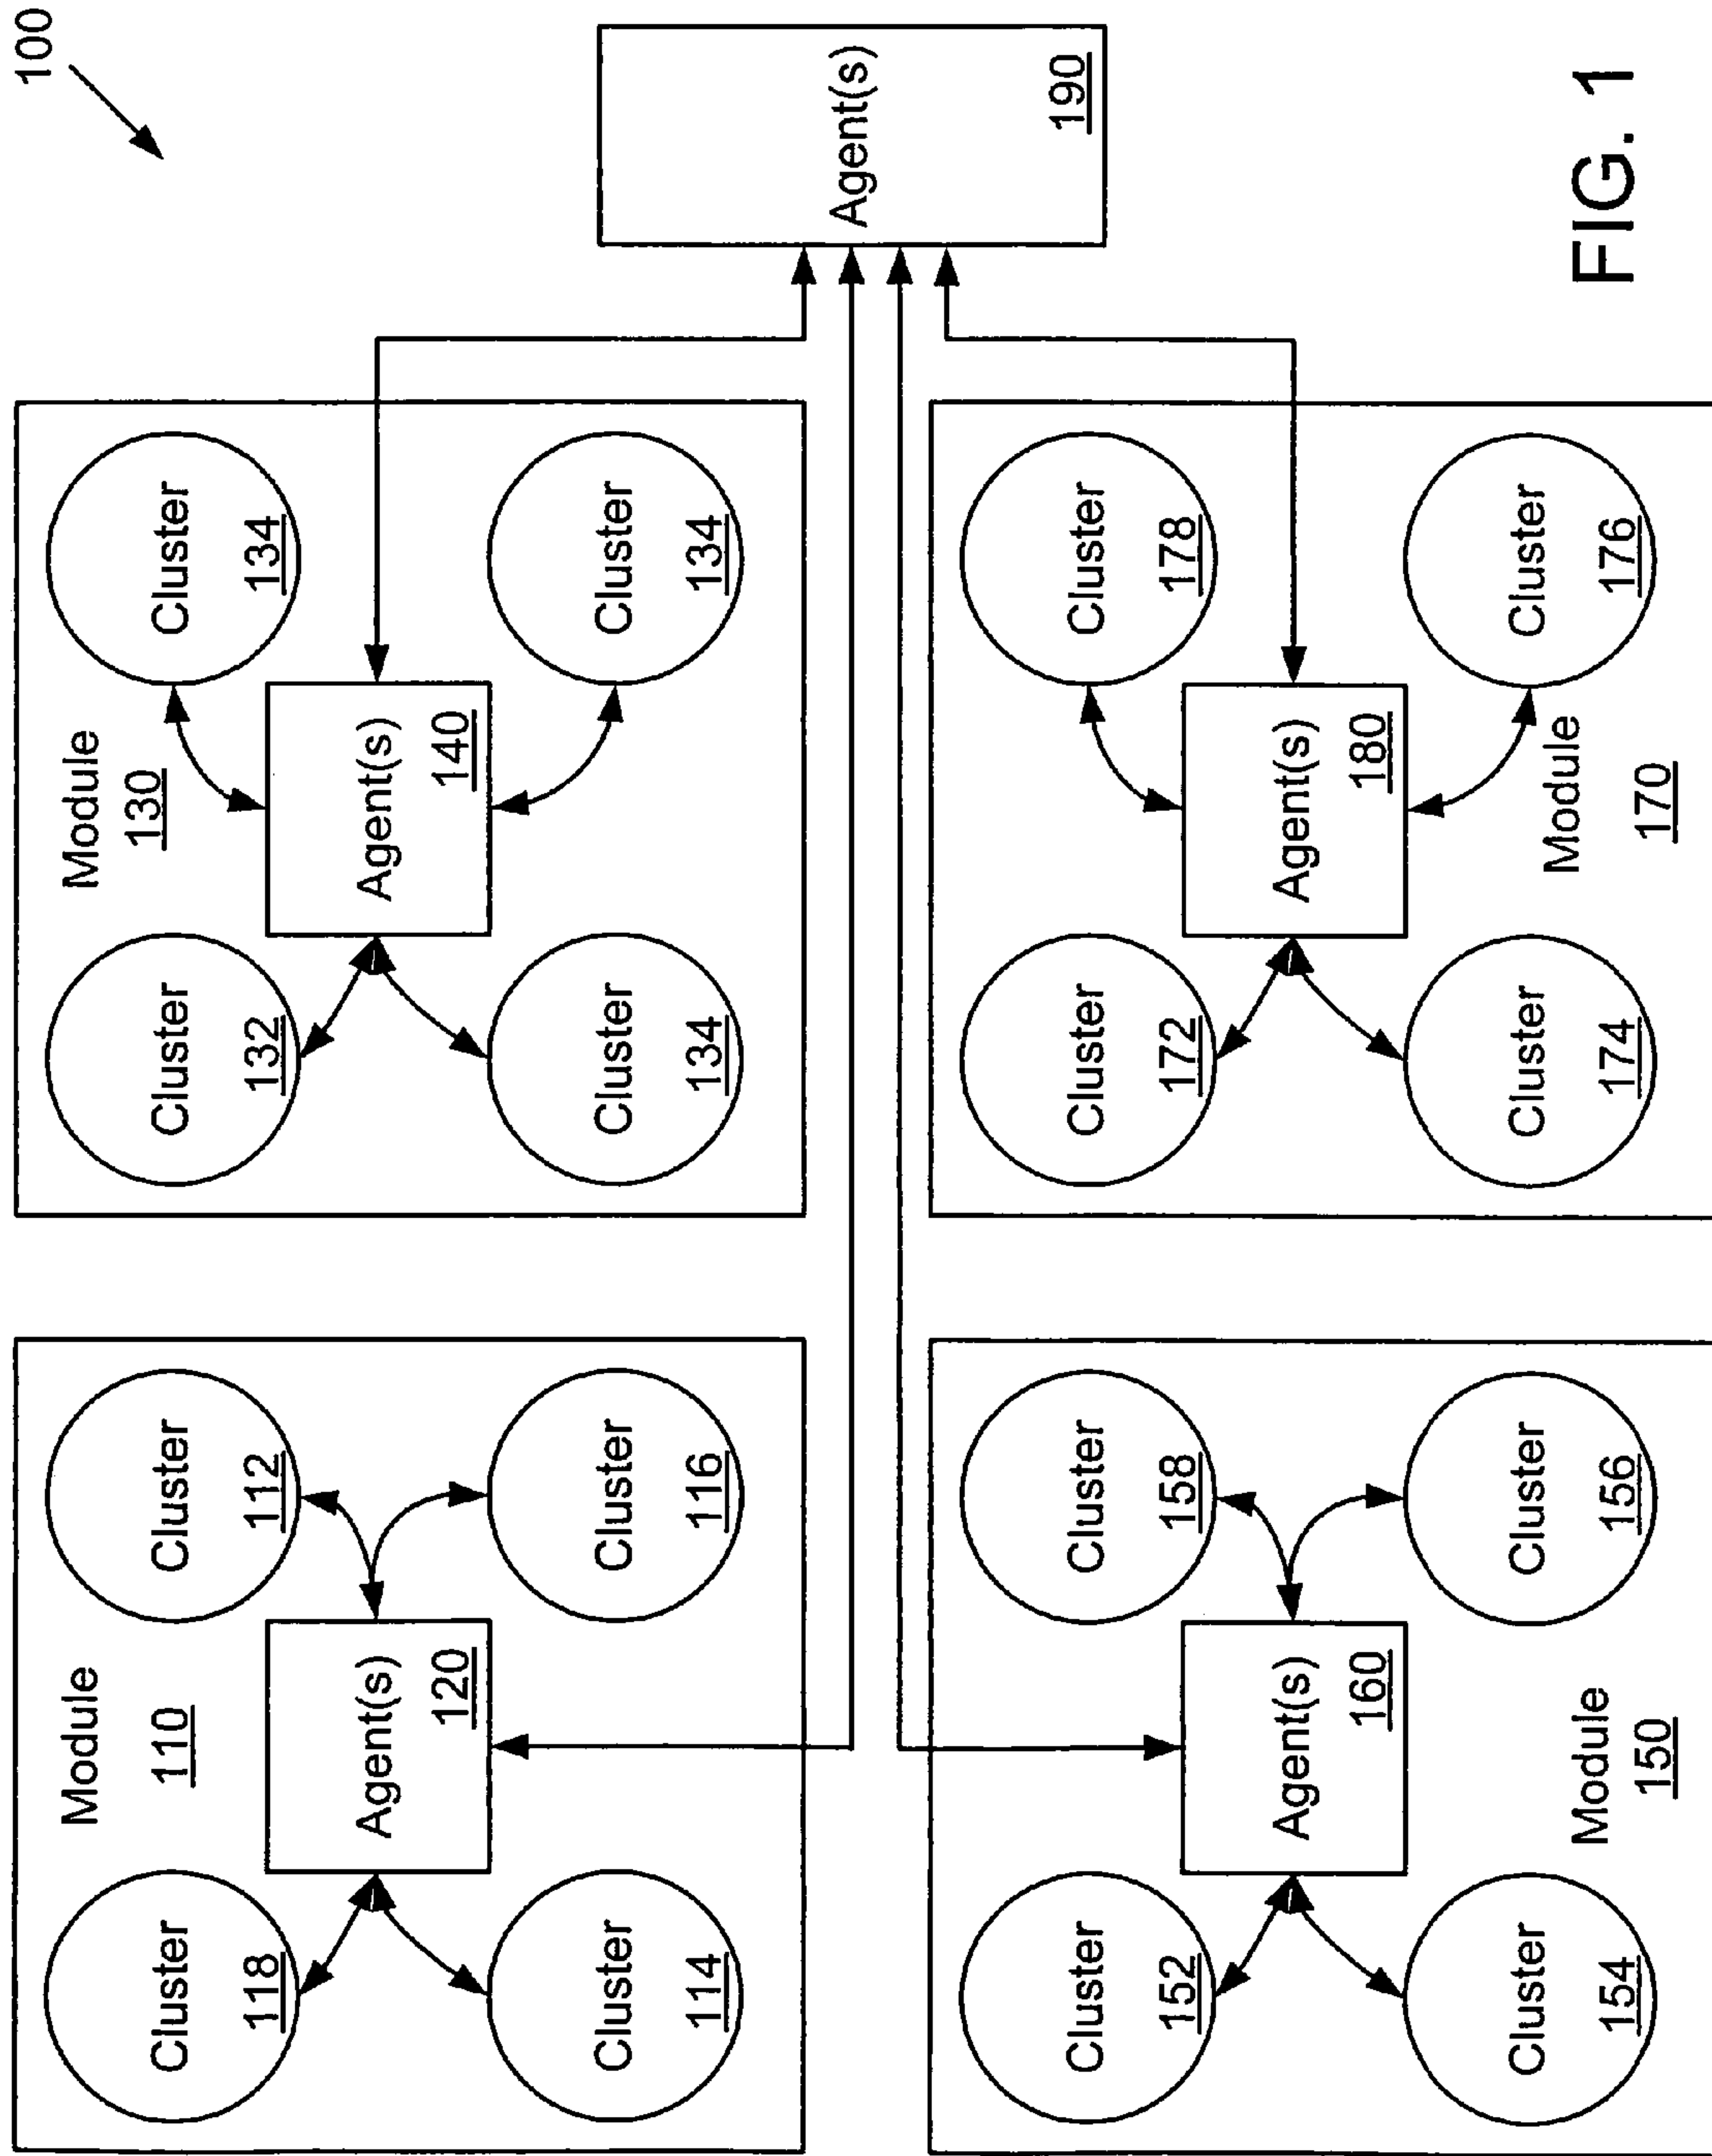 100
Module
110
Cluster
118
Cluster
112
Agent(s)
120
Cluster
114
Cluster
116
Module
130
Cluster
132
Cluster
134
Agent(s)
140
Cluster
134
Cluster
134
Agent(s)
190
Cluster
152
Cluster
158
Agent(s)
160
Cluster
154
Cluster
156
Module
150
Cluster
172
Cluster
178
Agent(s)
180
Cluster
174
Cluster
176
Module
170
FIG. 1